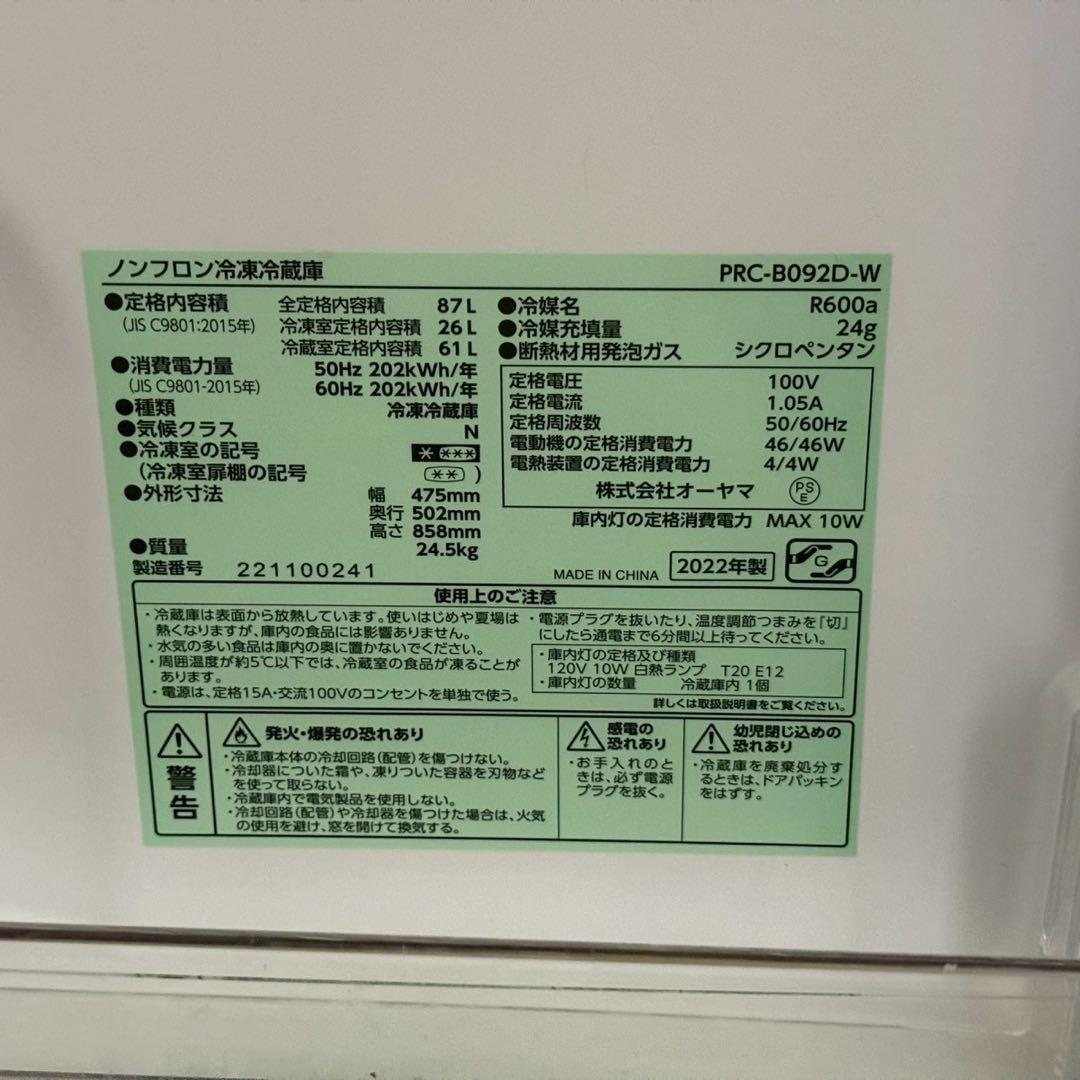 ノンフロン冷凍冷蔵庫 PRC-B092D-W
●定格内容積 全定格内容積 87L
(JIS C9801:2015年) 冷凍室定格内容積 26L
冷蔵室定格内容積 61L
●消費電力量 50Hz 202kWh/年
(JIS C9801-2015年) 60Hz 202kWh/年
●種類 冷凍冷蔵庫
●気候クラス N
●冷凍室の記号 * ***
(冷凍室扉棚の記号 ** )
●外形寸法 幅 475mm
奥行 502mm
高さ 858mm
●質量 24.5kg
製造番号 221100241
●冷媒名 R600a
●冷媒充填量 24g
●断熱材用発泡ガス シクロペンタン
定格電圧 100V
定格電流 1.05A
定格周波数 50/60Hz
電動機の定格消費電力 46/46W
電熱装置の定格消費電力 4/4W
株式会社オーヤマ PSE
庫内灯の定格消費電力 MAX 10W
MADE IN CHINA 2022年製 G
使用上のご注意
・冷蔵庫は表面から放熱しています。使いはじめや夏場は
熱くなりますが、庫内の食品には影響ありません。
・水気の多い食品は庫内の奥に置かないでください。
・周囲温度が約5℃以下では、冷蔵室の食品が凍ることが
あります。
・電源は、定格15A・交流100Vのコンセントを単独で使う。
・電源プラグを抜いたり、温度調節つまみを『切』
にしたら通電まで6分間以上待ってください。
・庫内灯の定格及び種類
120V 10W 白熱ランプ T20 E12
・庫内灯の数量 冷蔵庫内 1個
詳しくは取扱説明書をご覧ください。
警告
発火・爆発の恐れあり
・冷蔵庫本体の冷却回路(配管)を傷つけない。
・冷却器についた霜や、凍りついた容器を刃物など
を使って取らない。
・冷蔵庫内で電気製品を使用しない。
・冷却回路(配管)や冷却器を傷つけた場合は、火気
の使用を避け、窓を開けて換気する。
感電の
恐れあり
・お手入れのと
きは、必ず電源
プラグを抜く。
幼児閉じ込めの
恐れあり
・冷蔵庫を廃棄処分す
るときは、ドアパッキン
をはずす。